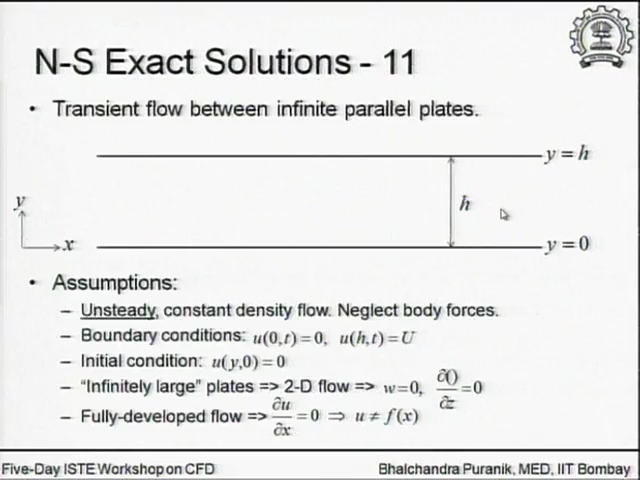 N-S Exact Solutions - 11
• Transient flow between infinite parallel plates.
y = h
h
y
x
y = 0
• Assumptions:
– Unsteady, constant density flow. Neglect body forces.
– Boundary conditions: u(0,t) = 0, u(h,t) = U
– Initial condition: u(y,0) = 0
– “Infinitely large” plates => 2-D flow => w = 0, ∂()/∂z = 0
– Fully-developed flow => ∂u/∂x = 0 ⇒ u ≠ f(x)
Five-Day ISTE Workshop on CFD
Bhalchandra Puranik, MED, IIT Bombay